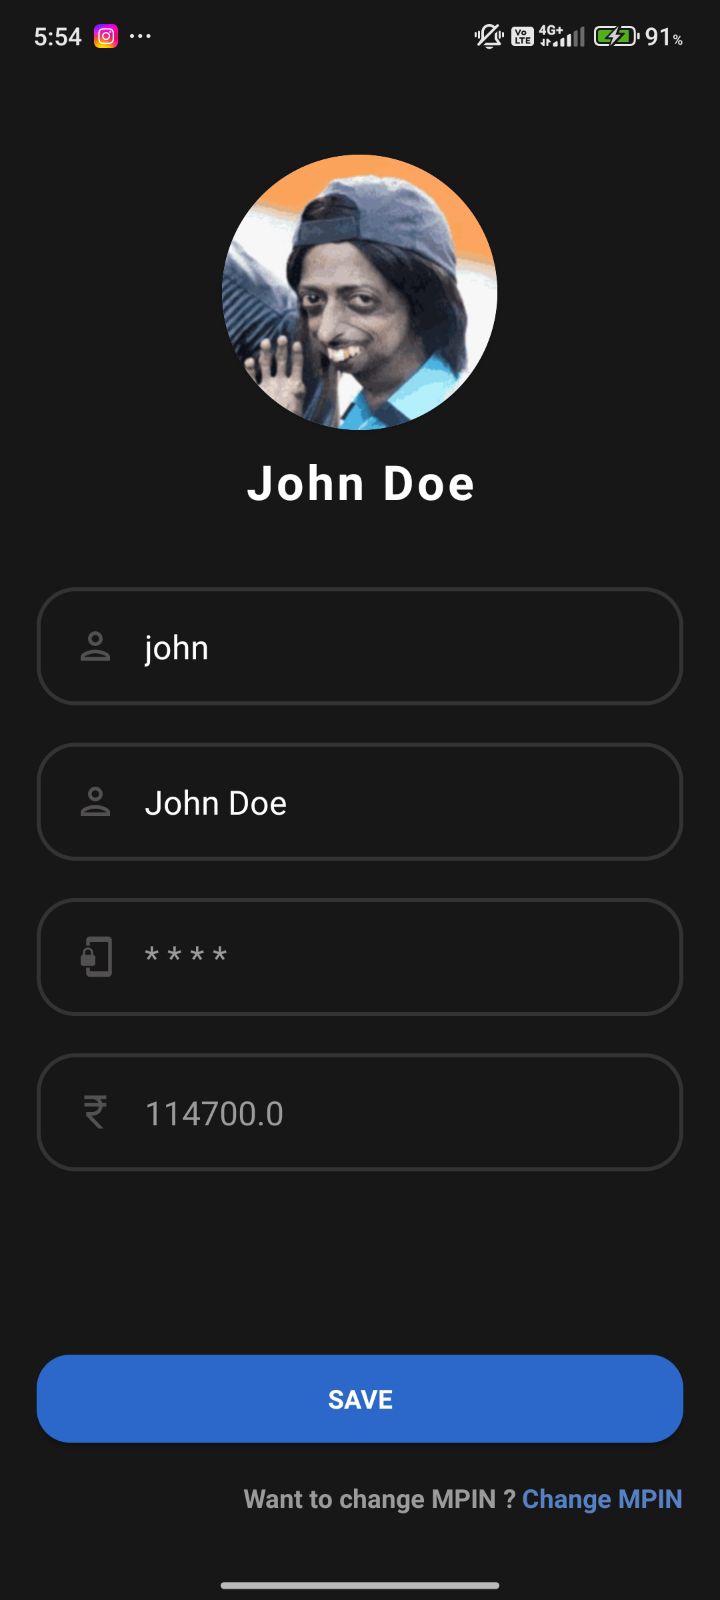 5:54 ··· Vo LTE 4G+ 91%
John Doe
john
John Doe
* * * *
₹ 114700.0
SAVE
Want to change MPIN ? Change MPIN